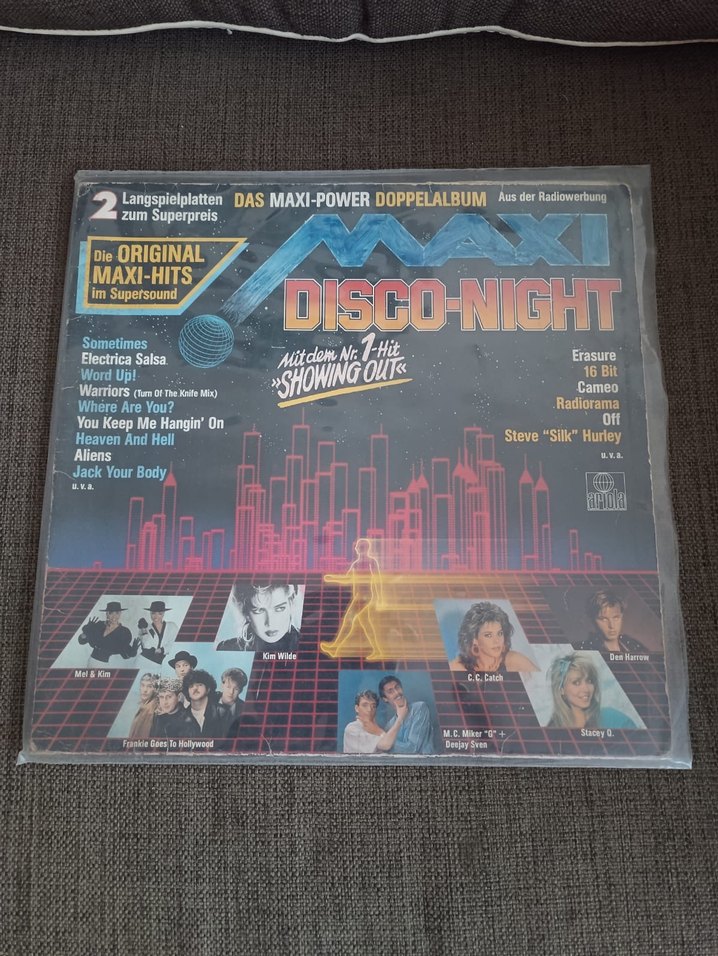 2 Langspielplatten
zum Superpreis
DAS MAXI-POWER DOPPELALBUM
Aus der Radiowerbung
MAXI
DISCO-NIGHT
Die ORIGINAL
MAXI-HITS
im Supersound
Mit dem Nr. 1-Hit
»SHOWING OUT«
Sometimes
Electrica Salsa
Word Up!
Warriors (Turn Of The Knife Mix)
Where Are You?
You Keep Me Hangin' On
Heaven And Hell
Aliens
Jack Your Body
u.v.a.
Erasure
16 Bit
Cameo
Radiorama
Off
Steve "Silk" Hurley
u.v.a.
ariola
Mel & Kim
Kim Wilde
Frankie Goes To Hollywood
M.C. Miker "G" +
Deejay Sven
C.C. Catch
Den Harrow
Stacey Q.